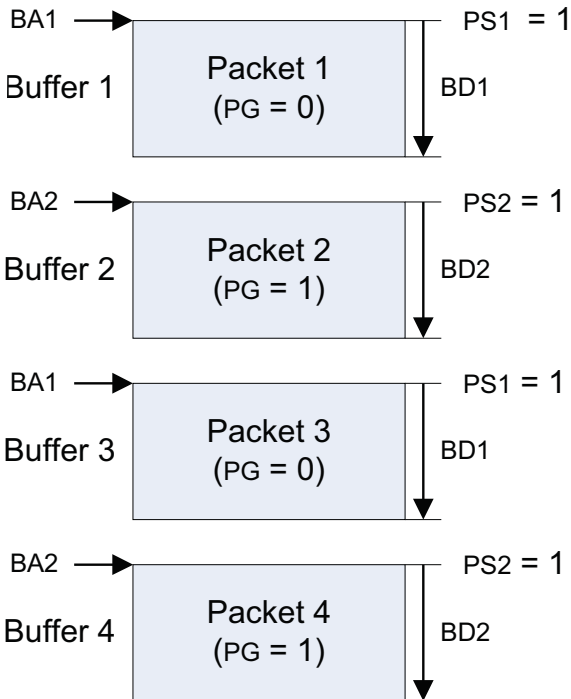 BA1
PS1 = 1
Buffer 1
Packet 1
(PG = 0)
BD1
BA2
PS2 = 1
Buffer 2
Packet 2
(PG = 1)
BD2
BA1
PS1 = 1
Buffer 3
Packet 3
(PG = 0)
BD1
BA2
PS2 = 1
Buffer 4
Packet 4
(PG = 1)
BD2